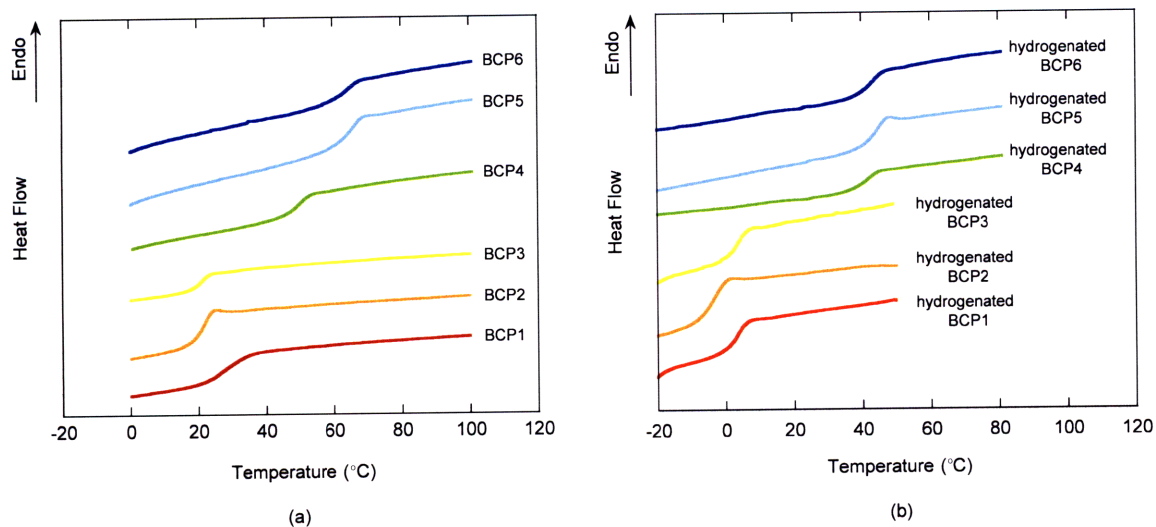 Endo
Heat Flow
BCP6
BCP5
BCP4
BCP3
BCP2
BCP1
-20 0 20 40 60 80 100 120
Temperature (°C)
(a)
Endo
Heat Flow
hydrogenated
BCP6
hydrogenated
BCP5
hydrogenated
BCP4
hydrogenated
BCP3
hydrogenated
BCP2
hydrogenated
BCP1
-20 0 20 40 60 80 100 120
Temperature (°C)
(b)